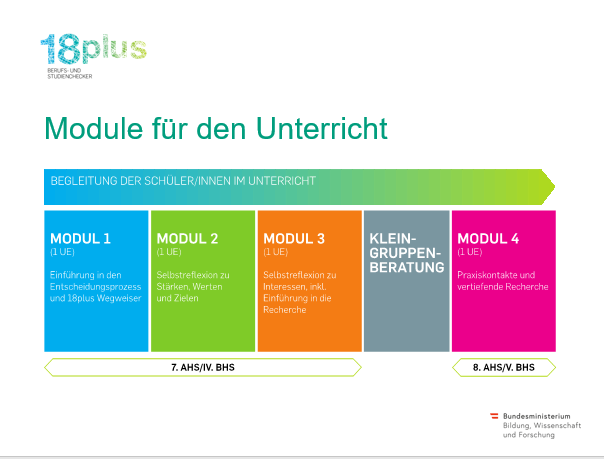 18plus
BERUFS- UND
STUDIENCHECKER
Module für den Unterricht
BEGLEITUNG DER SCHÜLER/INNEN IM UNTERRICHT
MODUL 1
(1 UE)
Einführung in den
Entscheidungsprozess
und 18plus Wegweiser
MODUL 2
(1 UE)
Selbstreflexion zu
Stärken, Werten
und Zielen
MODUL 3
(1 UE)
Selbstreflexion zu
Interessen, inkl.
Einführung in die
Recherche
KLEIN-
GRUPPEN-
BERATUNG
MODUL 4
(1 UE)
Praxiskontakte und
vertiefende Recherche
7. AHS/IV. BHS
8. AHS/V. BHS
Bundesministerium
Bildung, Wissenschaft
und Forschung